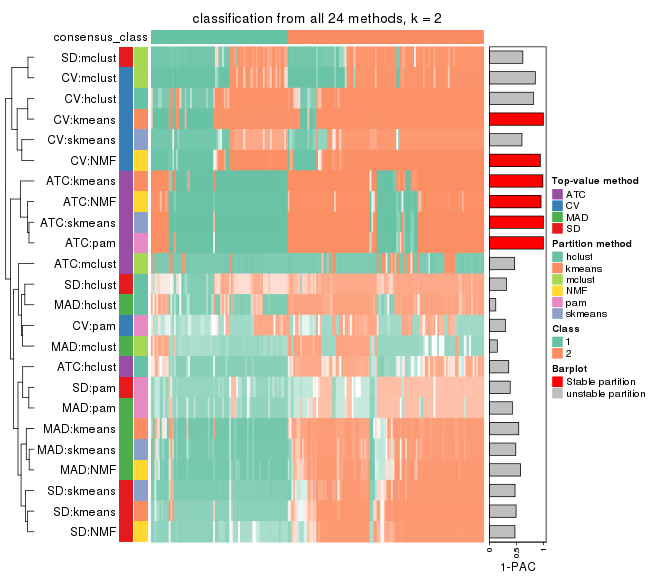 classification from all 24 methods, k = 2
consensus_class
SD:mclust
CV:mclust
CV:hclust
CV:kmeans
CV:skmeans
CV:NMF
ATC:kmeans
ATC:NMF
ATC:skmeans
ATC:pam
ATC:mclust
SD:hclust
MAD:hclust
CV:pam
MAD:mclust
ATC:hclust
SD:pam
MAD:pam
MAD:kmeans
MAD:skmeans
MAD:NMF
SD:skmeans
SD:kmeans
SD:NMF
0
0.5
1
1-PAC
Top-value method
ATC
CV
MAD
SD
Partition method
hclust
kmeans
mclust
NMF
pam
skmeans
Class
1
2
Barplot
Stable partition
unstable partition